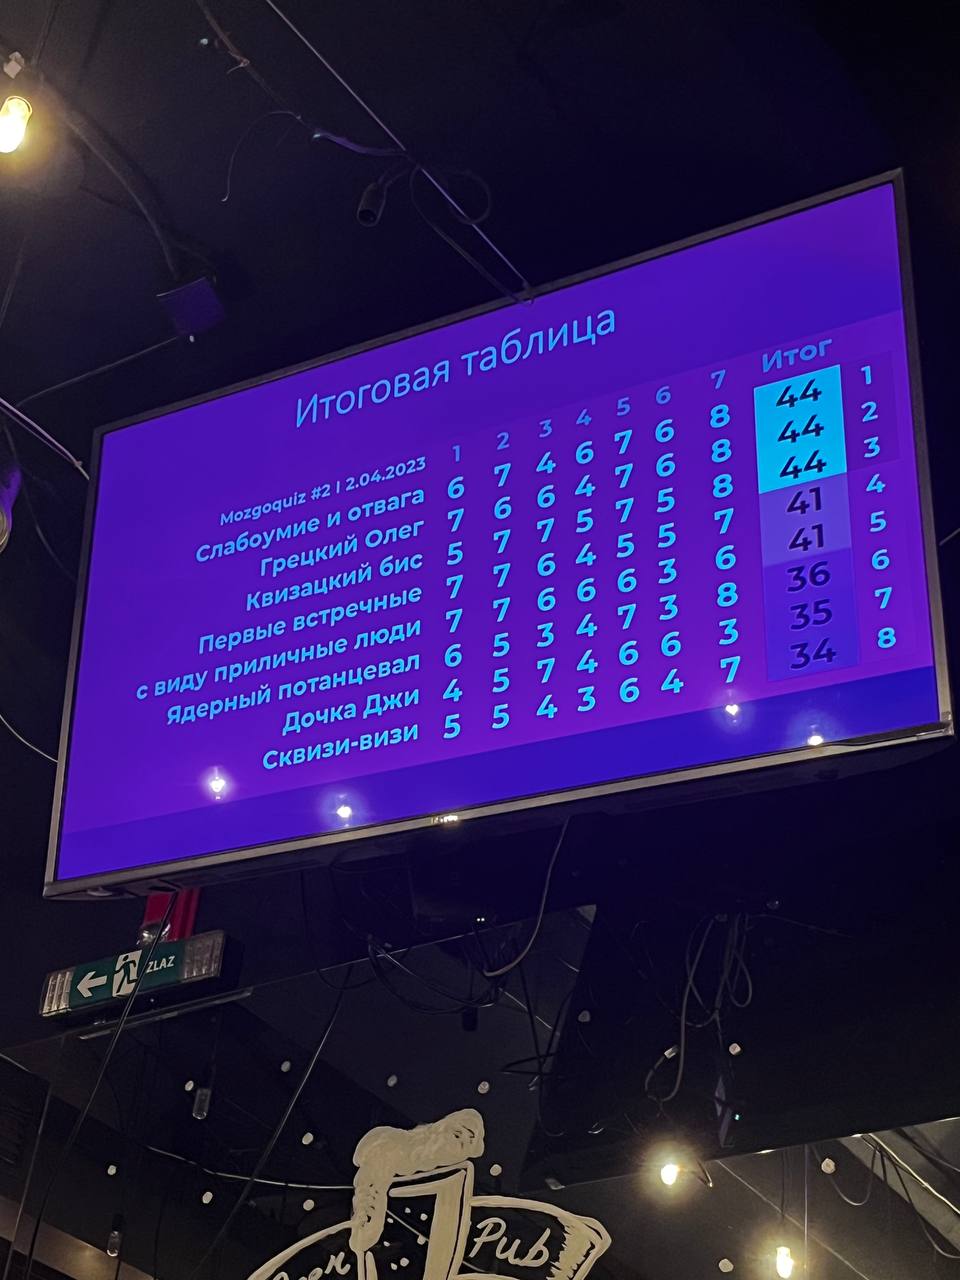 Итоговая таблица
Mozgoquiz #2 | 2.04.2023 1 2 3 4 5 6 7 Итог
Слабоумие и отвага 6 7 4 6 7 6 8 44 1
Грецкий Олег 7 6 6 4 7 6 8 44 2
Квизацкий бис 5 7 7 5 7 5 8 44 3
Первые встречные 7 7 6 4 5 5 7 41 4
с виду приличные люди 7 7 6 6 6 3 6 41 5
Ядерный потанцевал 6 5 3 4 7 3 8 36 6
Дочка Джи 4 5 7 4 6 6 3 35 7
Сквизи-визи 5 5 4 3 6 4 7 34 8
ZLAZ
Pub